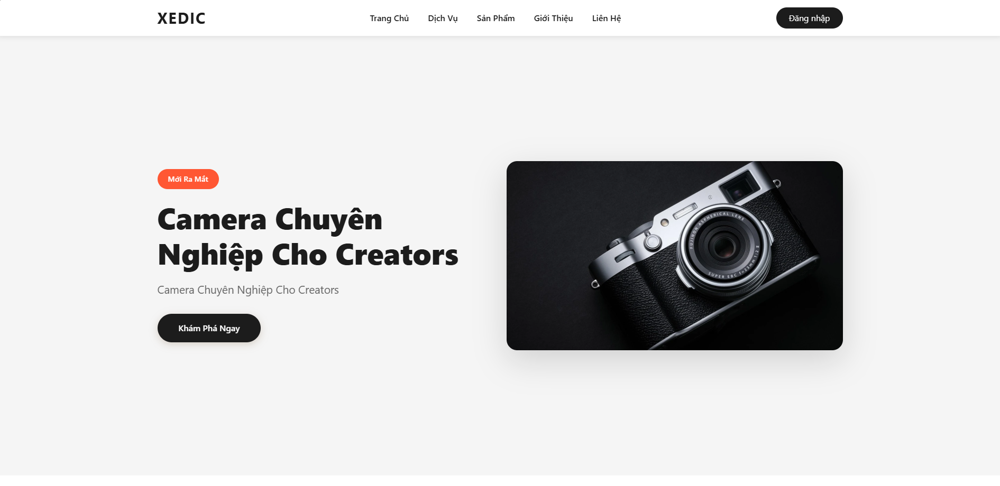 XEDIC
Trang Chủ
Dịch Vụ
Sản Phẩm
Giới Thiệu
Liên Hệ
Đăng nhập
Mới Ra Mắt
Camera Chuyên
Nghiệp Cho Creators
Camera Chuyên Nghiệp Cho Creators
Khám Phá Ngay
FUJINON ASPHERICAL LENS
SUPER EBC f=23mm 1:2 II